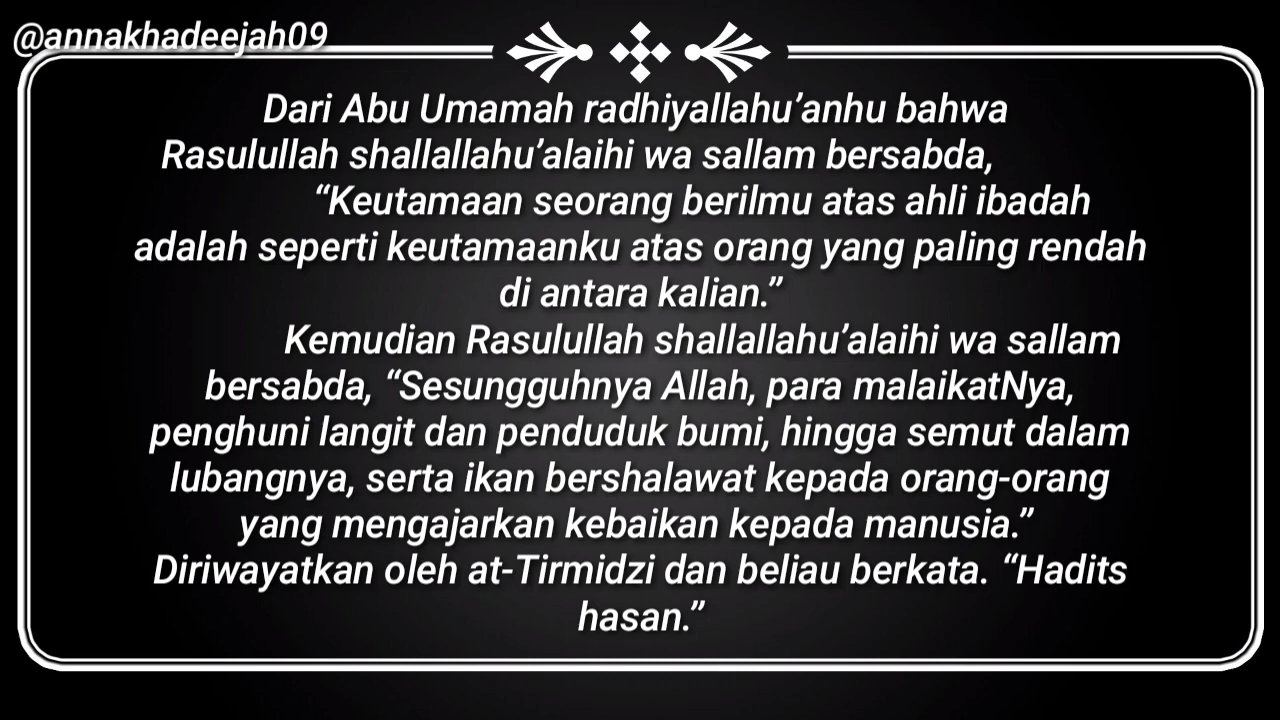 @annakhadeejah09
Dari Abu Umamah radhiyallahu’anhu bahwa
Rasulullah shallallahu’alaihi wa sallam bersabda,
“Keutamaan seorang berilmu atas ahli ibadah
adalah seperti keutamaanku atas orang yang paling rendah
di antara kalian.”
Kemudian Rasulullah shallallahu’alaihi wa sallam
bersabda, “Sesungguhnya Allah, para malaikatNya,
penghuni langit dan penduduk bumi, hingga semut dalam
lubangnya, serta ikan bershalawat kepada orang-orang
yang mengajarkan kebaikan kepada manusia.”
Diriwayatkan oleh at-Tirmidzi dan beliau berkata. “Hadits
hasan.”